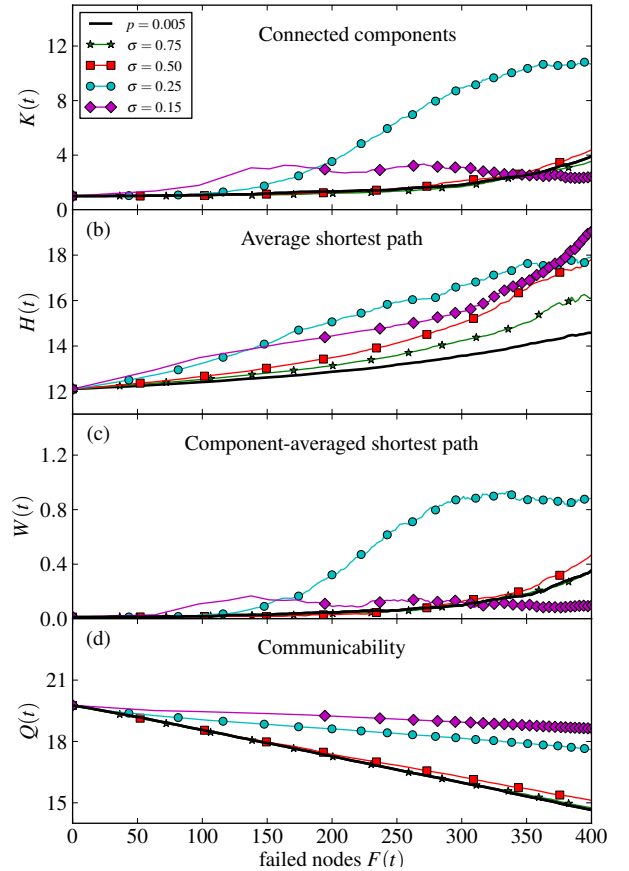 p = 0.005
σ = 0.75
σ = 0.50
σ = 0.25
σ = 0.15
Connected components
K(t)
12
8
4
0
(b)
Average shortest path
H(t)
18
16
14
12
(c)
Component-averaged shortest path
W(t)
1.2
0.8
0.4
0.0
(d)
Communicability
Q(t)
21
18
15
0 50 100 150 200 250 300 350 400
failed nodes F(t)